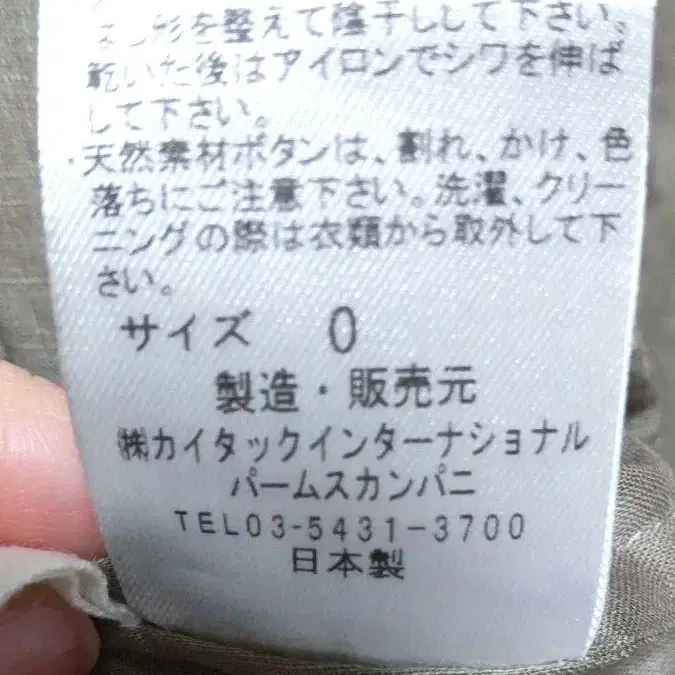 形を整えて陰干しして下さい。
乾いた後はアイロンでシワを伸ば
して下さい。
・天然素材ボタンは、割れ、かけ、色
落ちにご注意下さい。洗濯、クリー
ニングの際は衣類から取外して下
さい。
サイズ 0
製造・販売元
㈱カイタックインターナショナル
パームスカンパニ
TEL03-5431-3700
日本製